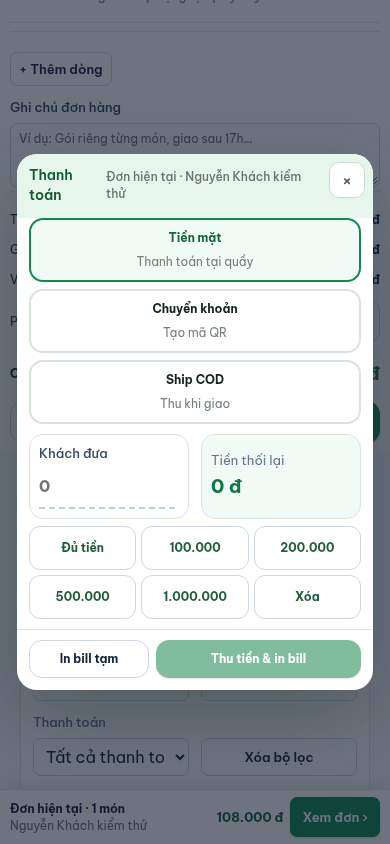 + Thêm dòng
Ghi chú đơn hàng
Ví dụ: Gói riêng từng món, giao sau 17h...
Thanh toán
Đơn hiện tại · Nguyễn Khách kiểm thử
×
Tiền mặt
Thanh toán tại quầy
Chuyển khoản
Tạo mã QR
Ship COD
Thu khi giao
Khách đưa
Tiền thối lại
0
0 đ
Đủ tiền
100.000
200.000
500.000
1.000.000
Xóa
In bill tạm
Thu tiền & in bill
Thanh toán
Tất cả thanh to
Xóa bộ lọc
Đơn hiện tại · 1 món
Nguyễn Khách kiểm thử
108.000 đ
Xem đơn ›